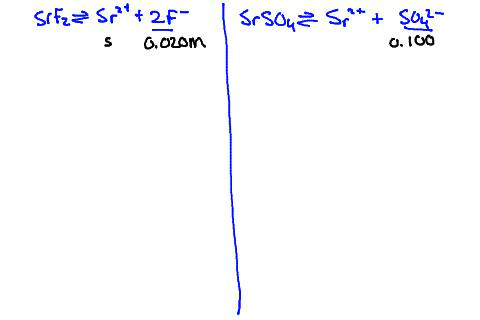 SrF₂ ⇌ Sr²⁺ + 2F⁻
s 0.020m
SrSO₄ ⇌ Sr²⁺ + SO₄²⁻
0.100